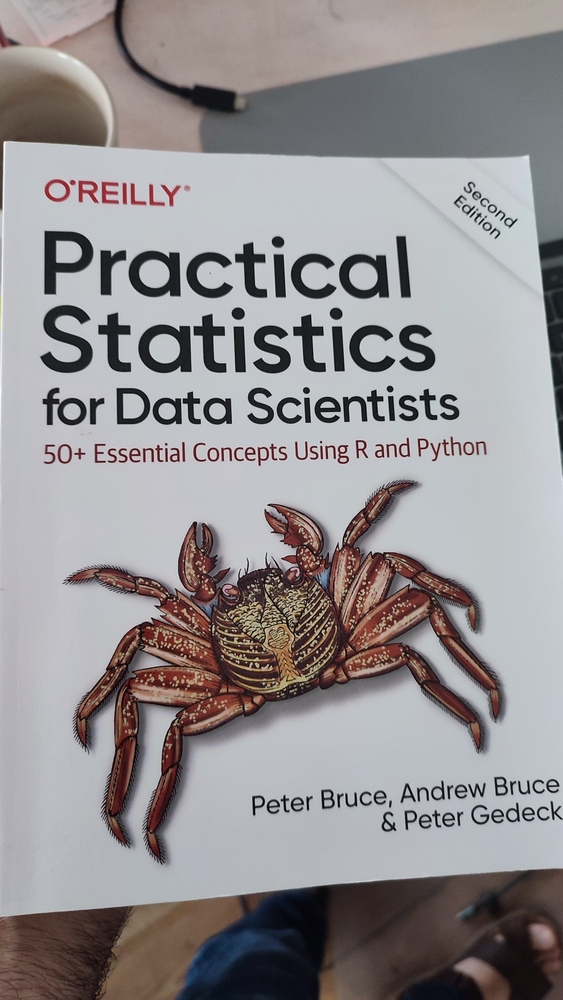 O'REILLY®
Second
Edition
Practical
Statistics
for Data Scientists
50+ Essential Concepts Using R and Python
Peter Bruce, Andrew Bruce
& Peter Gedeck